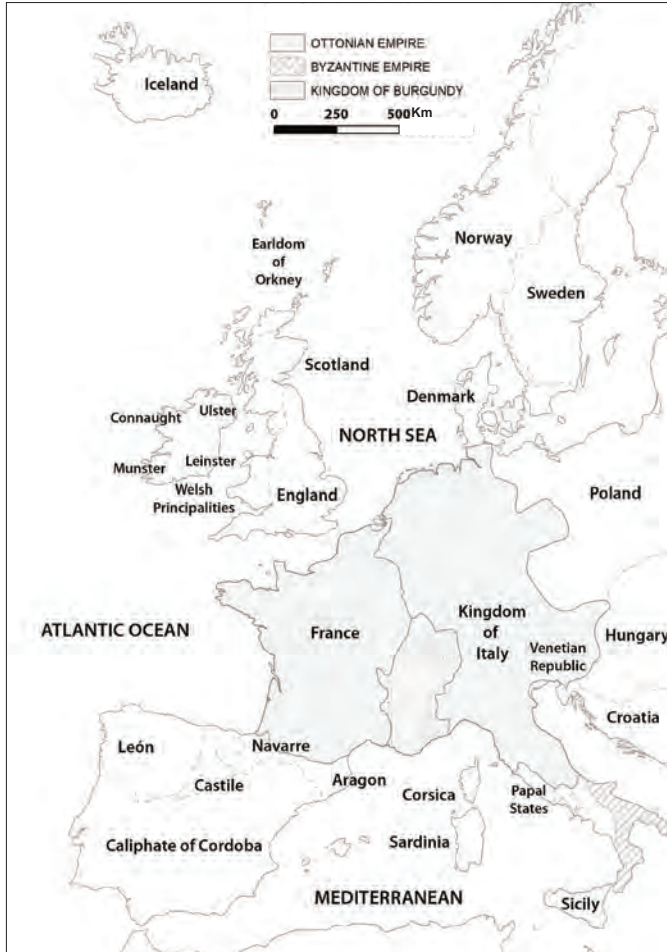 OTTONIAN EMPIRE
BYZANTINE EMPIRE
KINGDOM OF BURGUNDY
0 250 500 Km
Iceland
Earldom
of
Orkney
Norway
Sweden
Scotland
Denmark
Connaught
Ulster
NORTH SEA
Munster
Leinster
Welsh
Principalities
England
Poland
ATLANTIC OCEAN
France
Kingdom
of
Italy
Venetian
Republic
Hungary
Croatia
León
Navarre
Castile
Aragon
Corsica
Papal
States
Caliphate of Cordoba
Sardinia
MEDITERRANEAN
Sicily